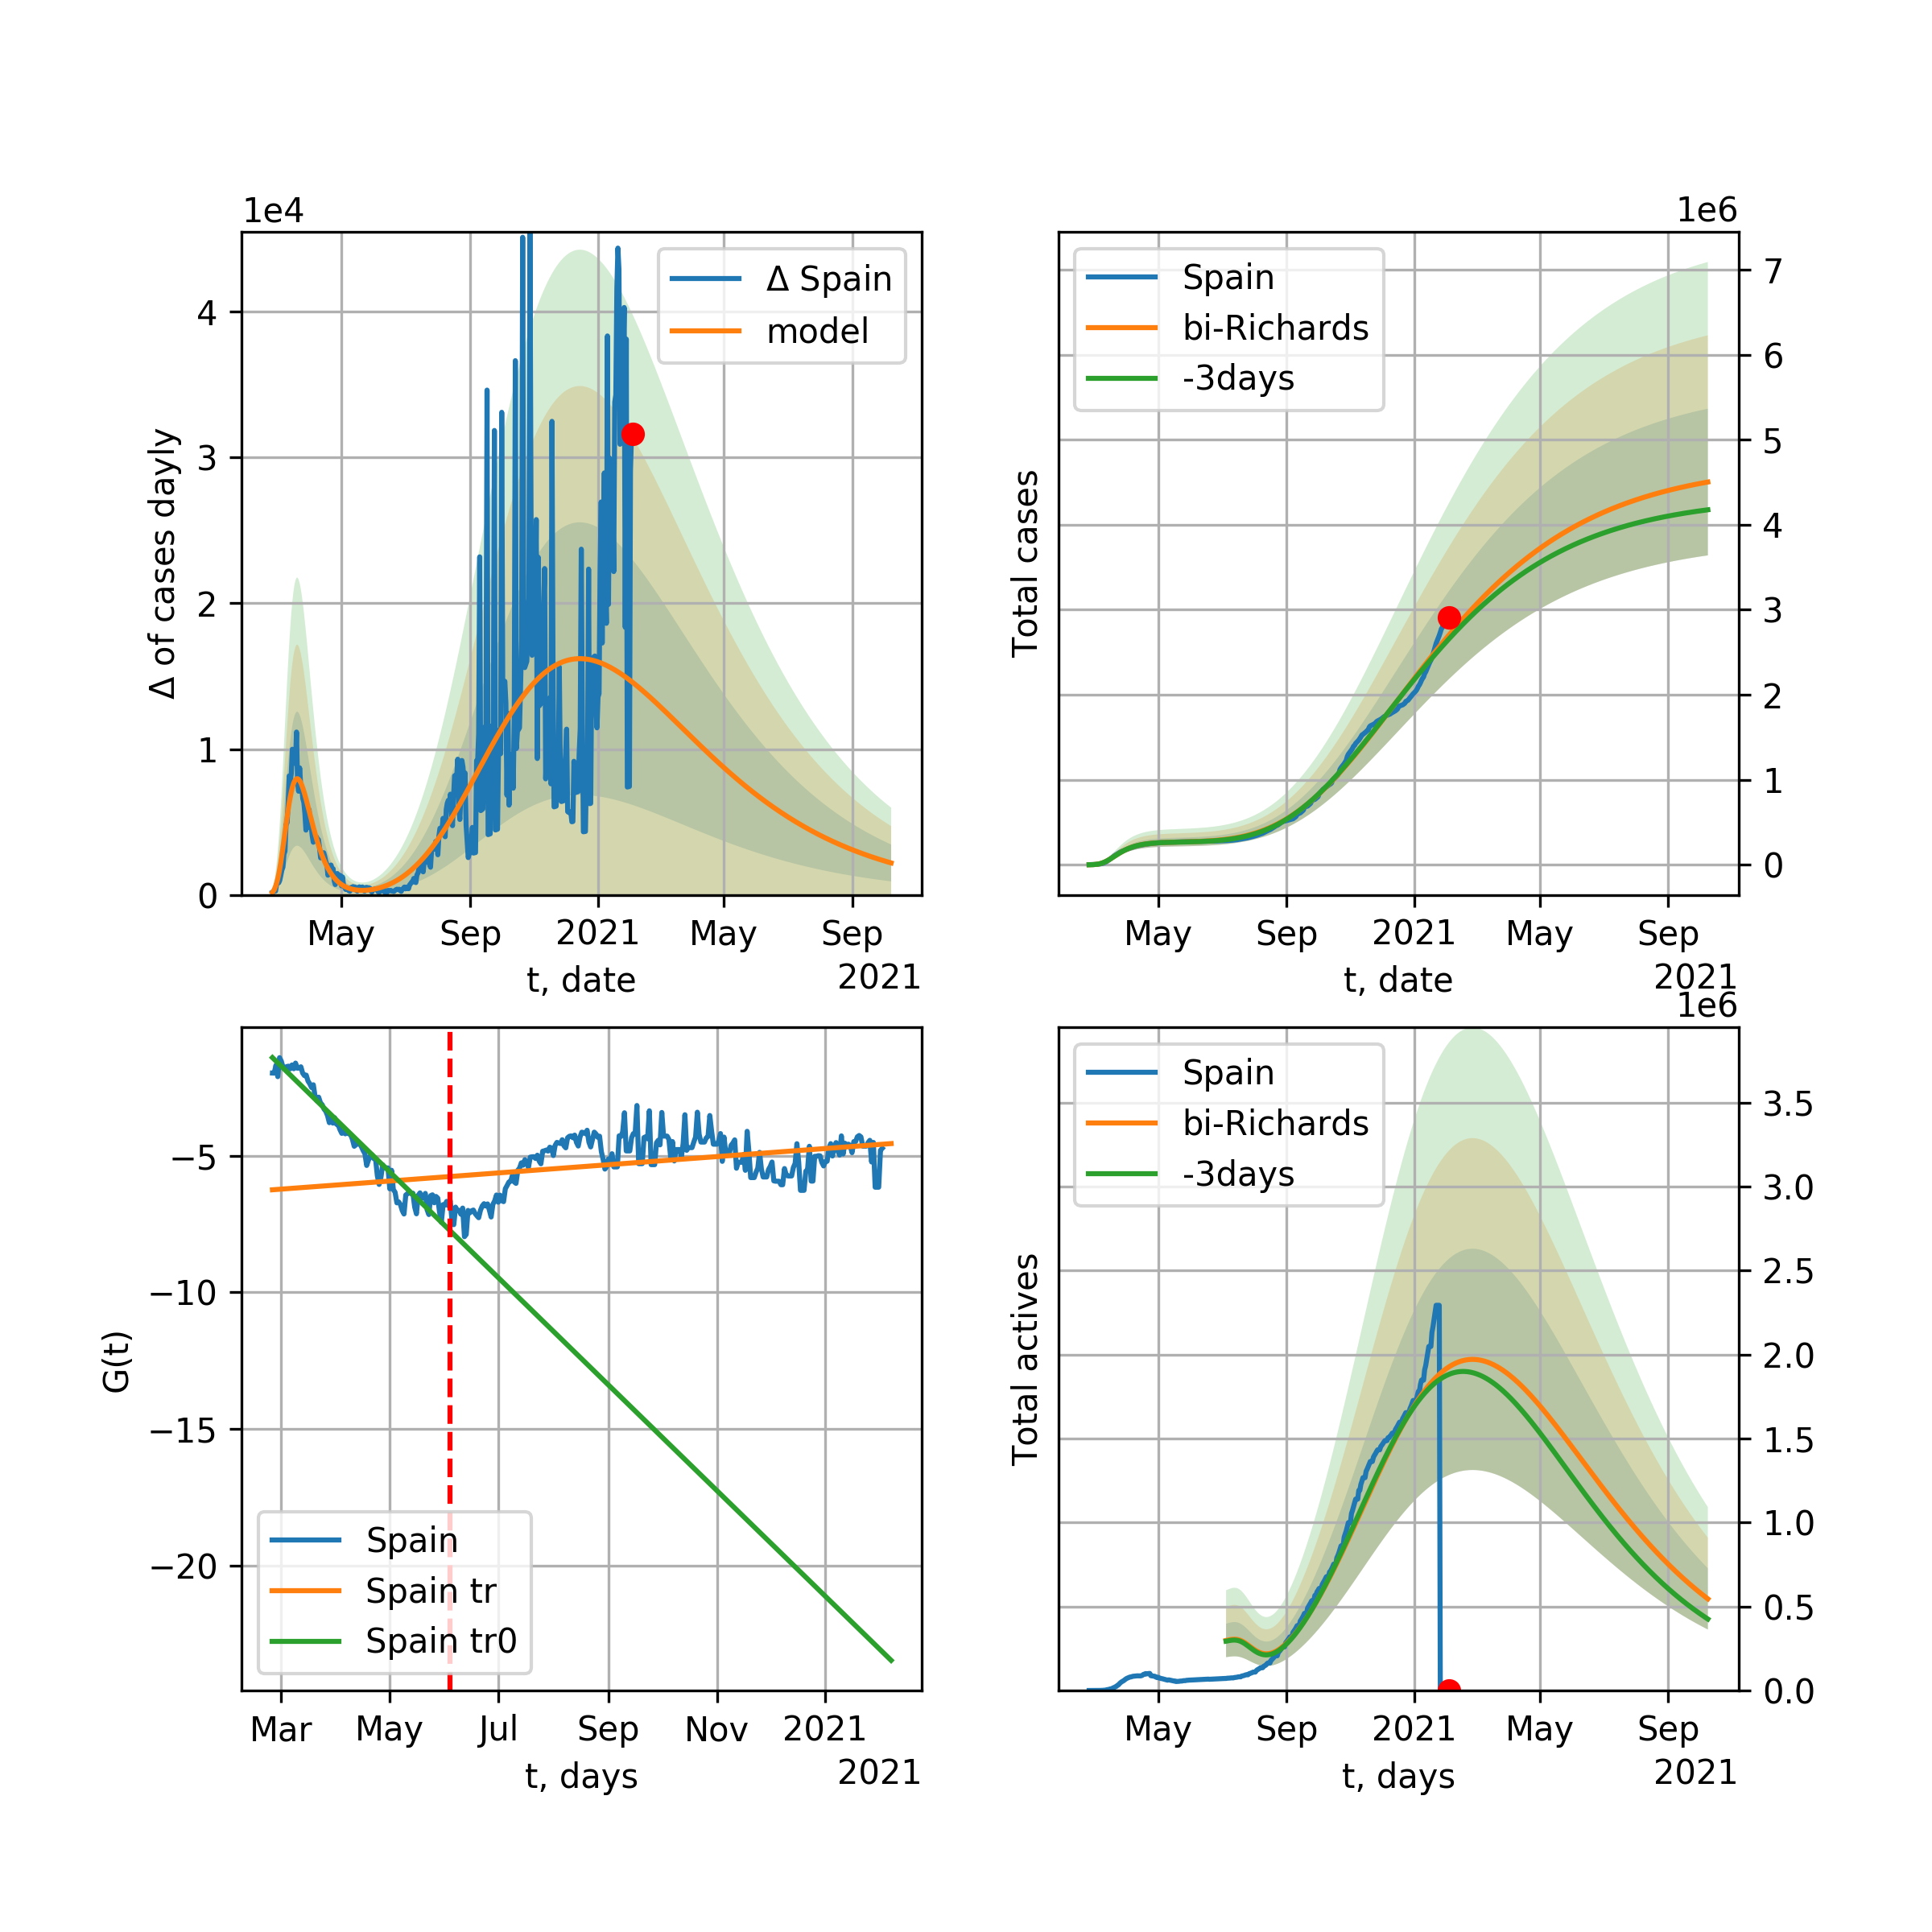 1e4
Δ Spain
model
4
3
2
1
0
Δ of cases dayly
May Sep 2021 May Sep
t, date
2021
1e6
Spain
bi-Richards
-3days
7
6
5
4
3
2
1
0
Total cases
May Sep 2021 May Sep
t, date
2021
−5
−10
−15
−20
G(t)
Spain
Spain tr
Spain tr0
Mar May Jul Sep Nov 2021
t, days
2021
1e6
Spain
bi-Richards
-3days
3.5
3.0
2.5
2.0
1.5
1.0
0.5
0.0
Total actives
May Sep 2021 May Sep
t, days
2021